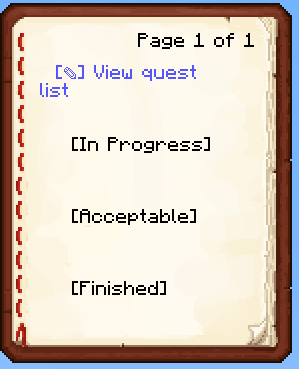 Page 1 of 1
[✎] View quest
list
[In Progress]
[Acceptable]
[Finished]